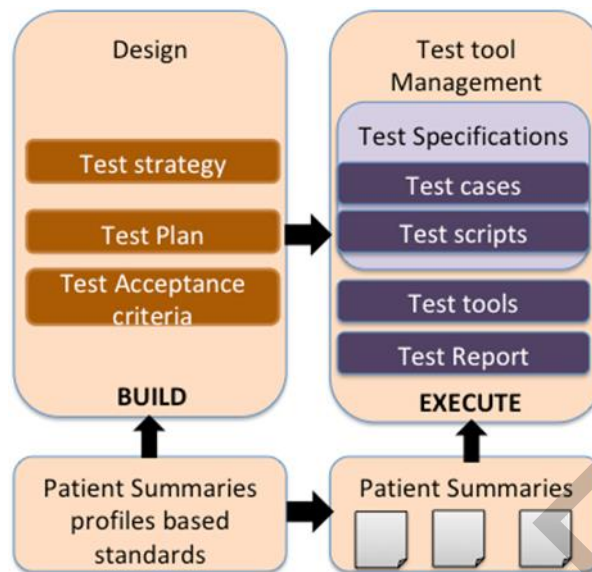 Design
Test strategy
Test Plan
Test Acceptance
criteria
BUILD
Test tool
Management
Test Specifications
Test cases
Test scripts
Test tools
Test Report
EXECUTE
Patient Summaries
profiles based
standards
Patient Summaries